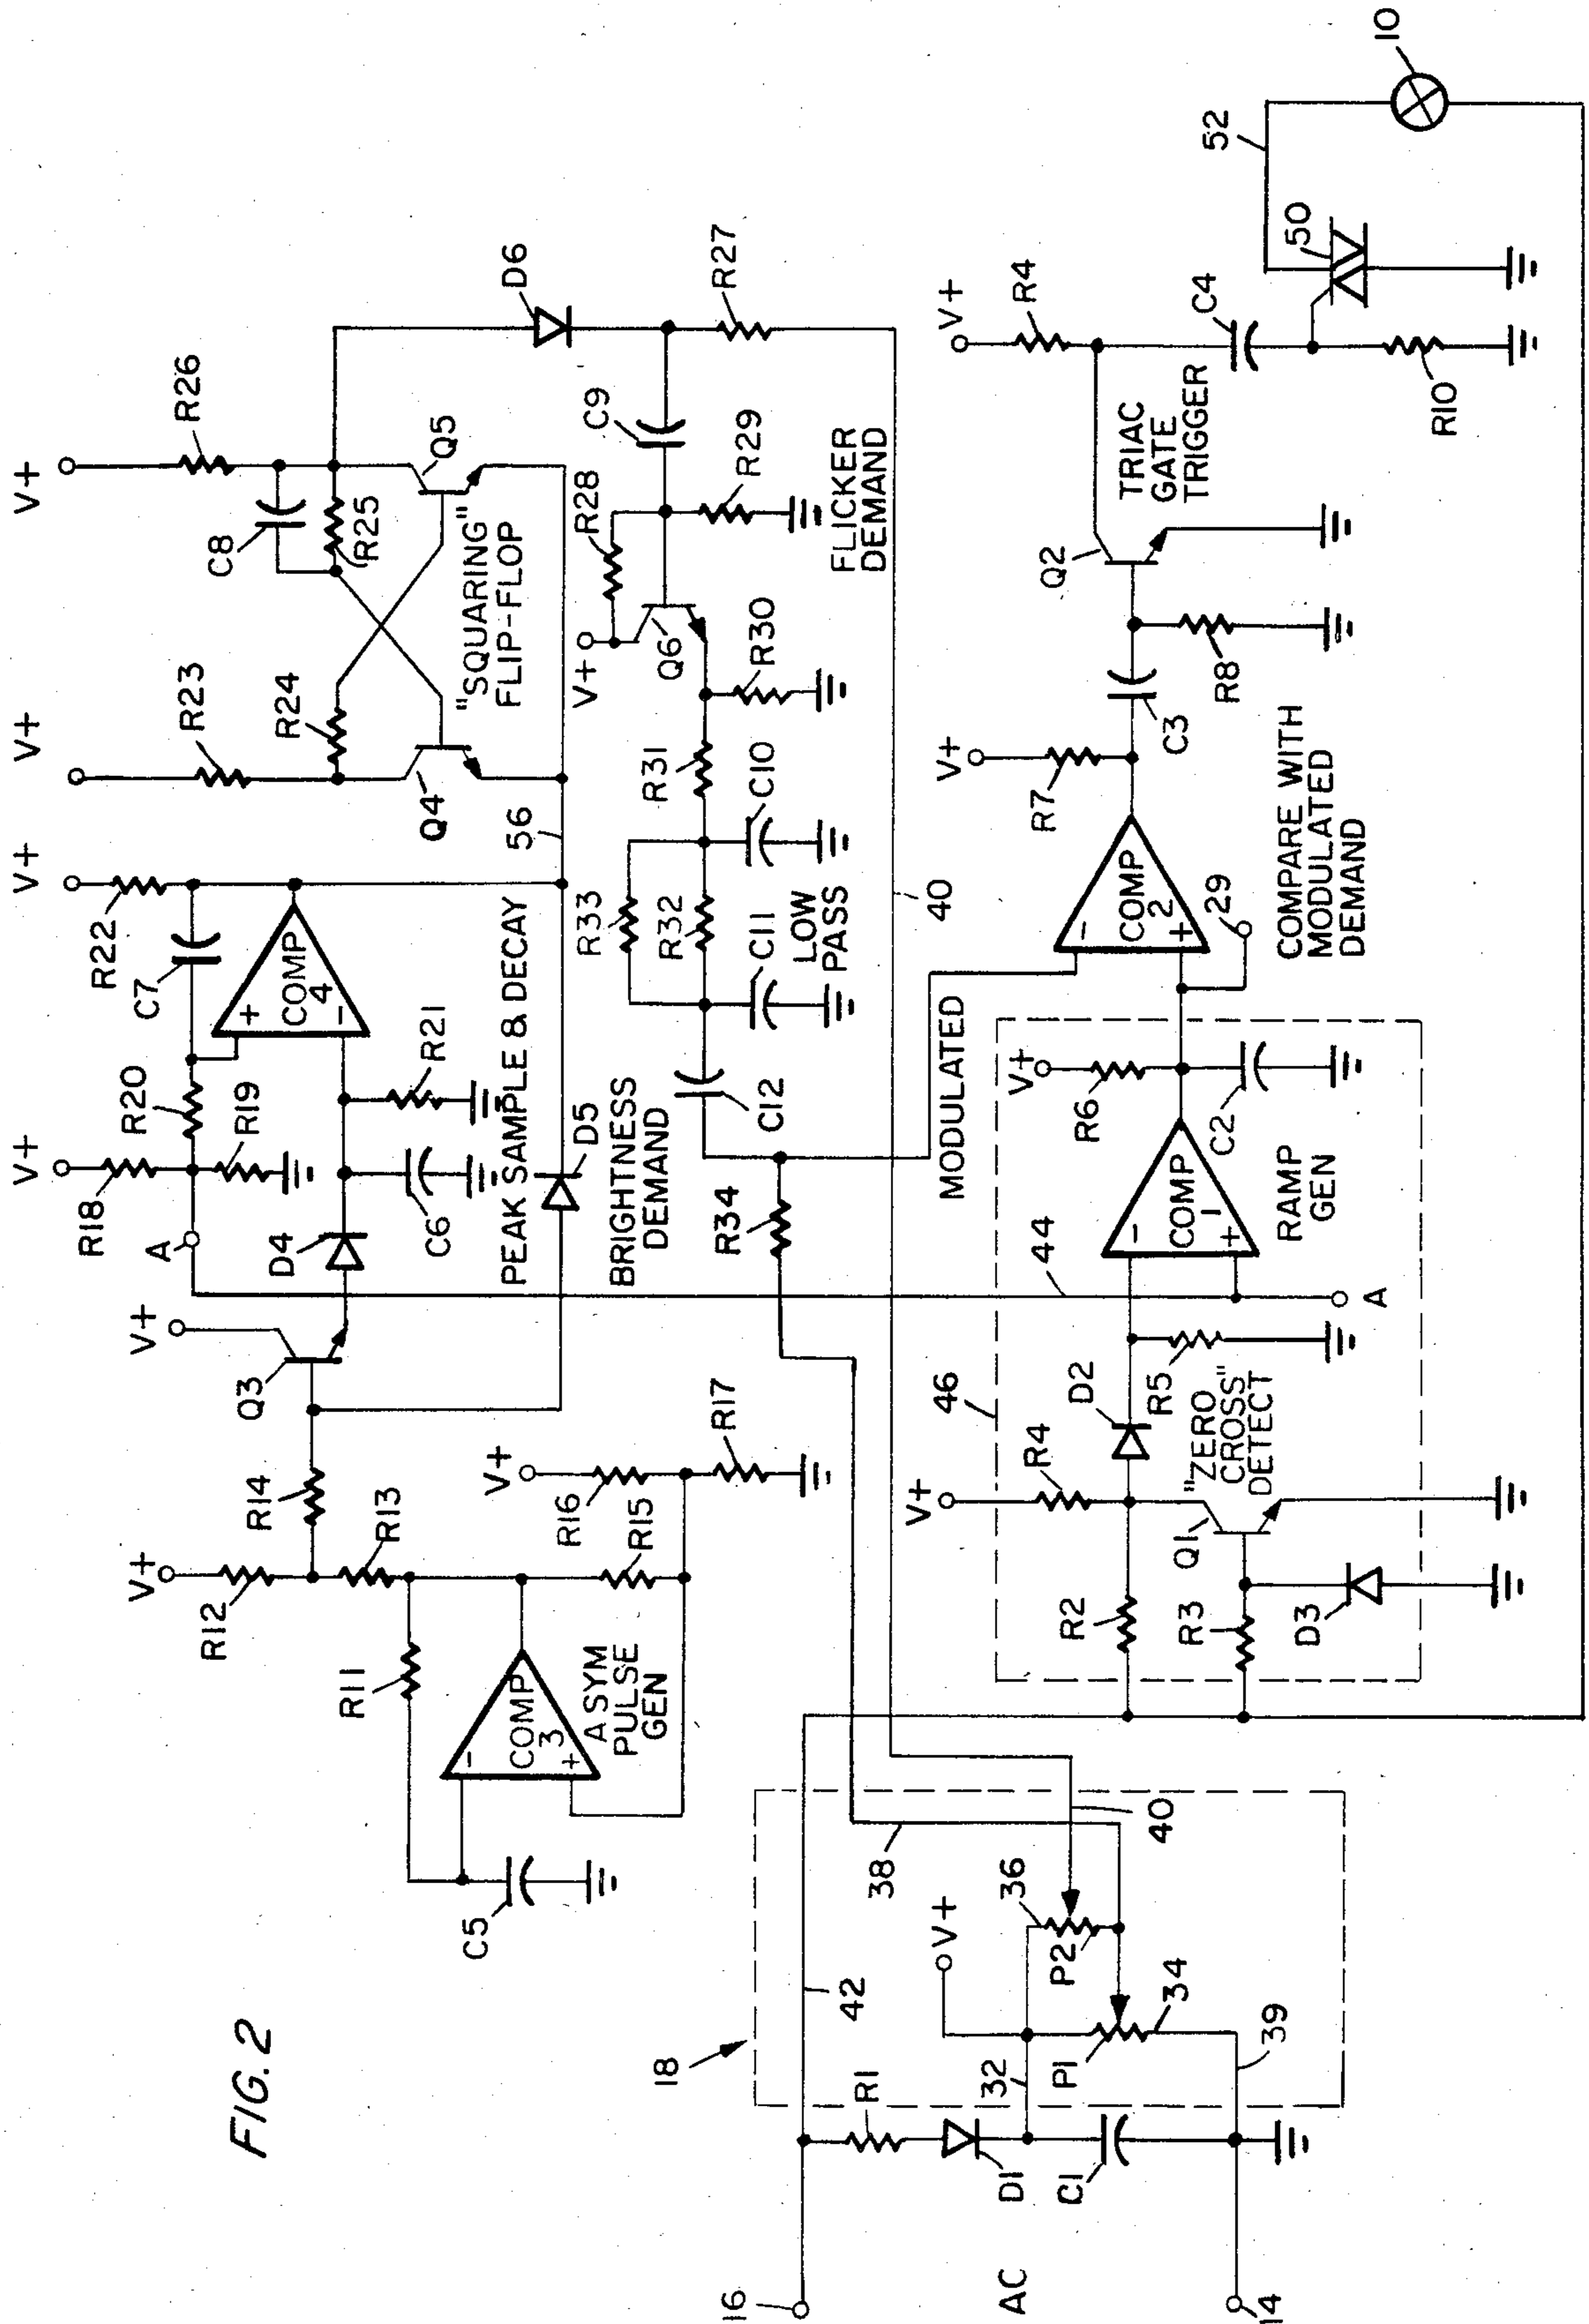 FIG. 2
V+
V+
V+
V+
V+
V+
R12
R14
R13
R11
COMP
3
-
+
ASYM
PULSE
GEN
C5
V+
R16
R15
R17
Q3
A
R18
R20
R19
D4
C6
R21
C7
R22
COMP
4
+
-
PEAK SAMPLE & DECAY
D5
56
R23
R24
Q4
C8
R25
R26
Q5
"SQUARING"
FLIP-FLOP
D6
R27
C9
R28
R29
V+
Q6
R30
FLICKER
DEMAND
R31
C10
R33
R32
C11
LOW
PASS
C12
BRIGHTNESS
DEMAND
R34
40
MODULATED
16
AC
14
18
42
R1
D1
C1
32
V+
P1
34
36
P2
38
40
39
46
V+
R4
R2
R3
D3
Q1
"ZERO
CROSS"
DETECT
D2
R5
44
A
COMP
1
-
+
RAMP
GEN
V+
R6
C2
COMP
2
-
+
29
COMPARE WITH
MODULATED
DEMAND
V+
R7
C3
R8
Q2
TRIAC
GATE
TRIGGER
V+
R4
C4
R10
50
52
10